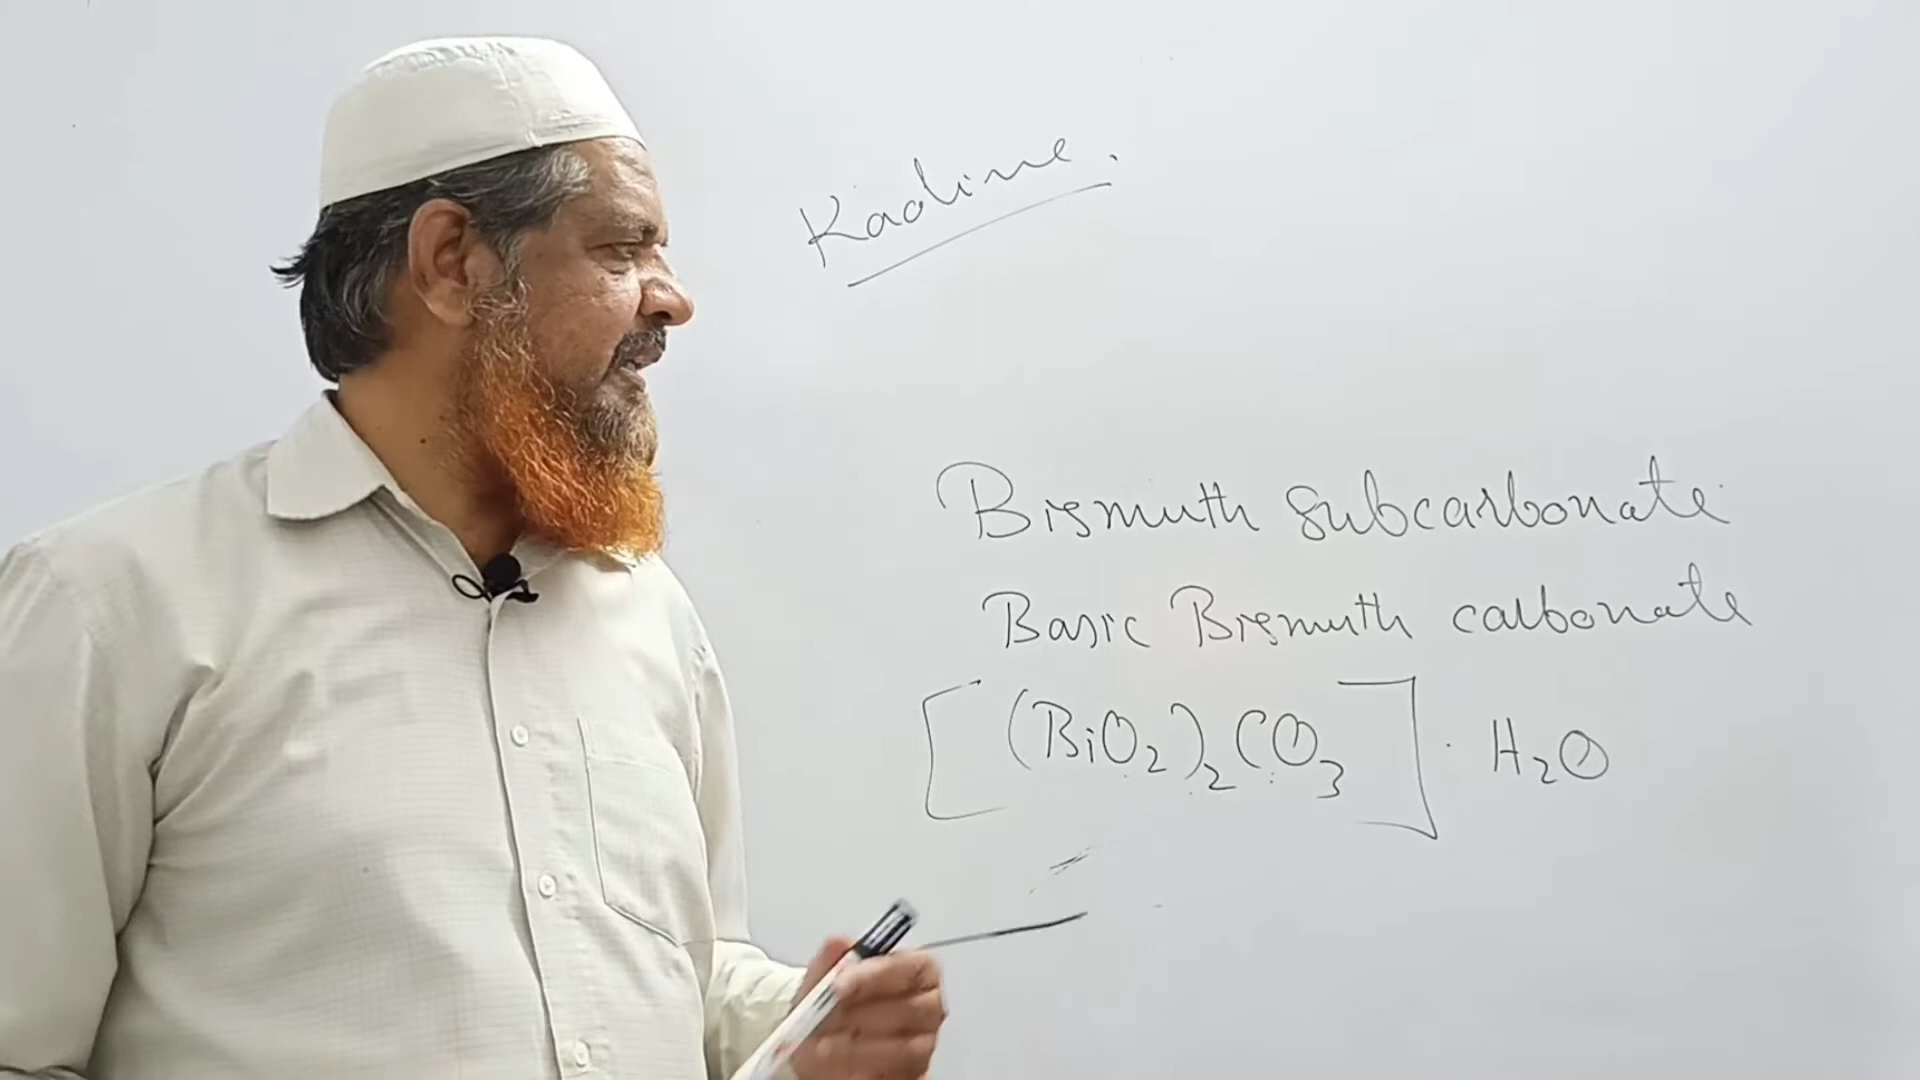 Kaoline.
Bismuth subcarbonate
Basic Bismuth carbonate
[(BiO₂)₂CO₃]·H₂O